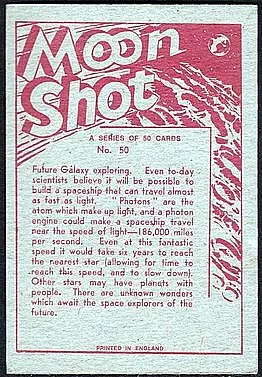 Moon
Shot
A SERIES OF 50 CARDS
No. 50
Future Galaxy exploring. Even to-day
scientists believe it will be possible to
build a spaceship that can travel almost
as fast as light. "Photons" are the
atom which make up light, and a photon
engine could make a spaceship travel
near the speed of light—186,000 miles
per second. Even at this fantastic
speed it would take six years to reach
the nearest star (allowing for time to
reach this speed, and to slow down).
Other stars may have planets with
people. There are unknown wonders
which await the space explorers of the
future.
PRINTED IN ENGLAND